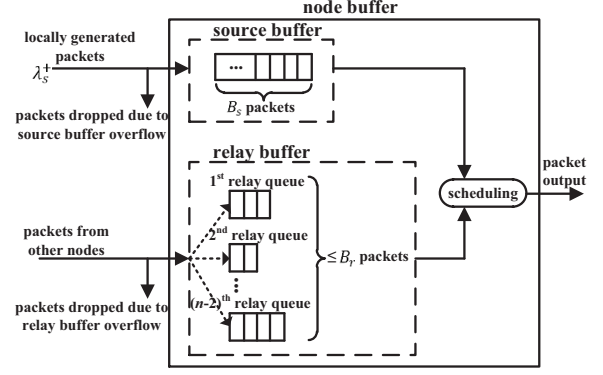 node buffer
locally generated
packets
λₛ⁺
source buffer
...
Bₛ packets
packets dropped due to
source buffer overflow
relay buffer
1ˢᵗ relay queue
2ⁿᵈ relay queue
⋮
(n-2)ᵗʰ relay queue
≤ Bᵣ packets
packets from
other nodes
packets dropped due to
relay buffer overflow
scheduling
packet
output